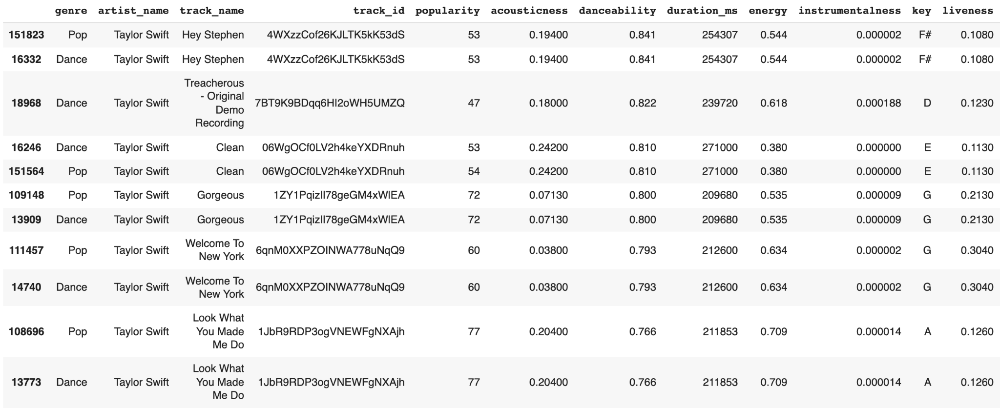 genre artist_name track_name track_id popularity acousticness danceability duration_ms energy instrumentalness key liveness
151823 Pop Taylor Swift Hey Stephen 4WXzzCof26KJLTK5kK53dS 53 0.19400 0.841 254307 0.544 0.000002 F# 0.1080
16332 Dance Taylor Swift Hey Stephen 4WXzzCof26KJLTK5kK53dS 53 0.19400 0.841 254307 0.544 0.000002 F# 0.1080
Treacherous
- Original
18968 Dance Taylor Swift Demo 7BT9K9BDqq6HI2oWH5UMZQ 47 0.18000 0.822 239720 0.618 0.000188 D 0.1230
Recording
16246 Dance Taylor Swift Clean 06WgOCf0LV2h4keYXDRnuh 53 0.24200 0.810 271000 0.380 0.000000 E 0.1130
151564 Pop Taylor Swift Clean 06WgOCf0LV2h4keYXDRnuh 54 0.24200 0.810 271000 0.380 0.000000 E 0.1130
109148 Pop Taylor Swift Gorgeous 1ZY1PqizIl78geGM4xWlEA 72 0.07130 0.800 209680 0.535 0.000009 G 0.2130
13909 Dance Taylor Swift Gorgeous 1ZY1PqizIl78geGM4xWlEA 72 0.07130 0.800 209680 0.535 0.000009 G 0.2130
Welcome To
111457 Pop Taylor Swift New York 6qnM0XXPZOINWA778uNqQ9 60 0.03800 0.793 212600 0.634 0.000002 G 0.3040
Welcome To
14740 Dance Taylor Swift New York 6qnM0XXPZOINWA778uNqQ9 60 0.03800 0.793 212600 0.634 0.000002 G 0.3040
Look What
108696 Pop Taylor Swift You Made 1JbR9RDP3ogVNEWFgNXAjh 77 0.20400 0.766 211853 0.709 0.000014 A 0.1260
Me Do
Look What
13773 Dance Taylor Swift You Made 1JbR9RDP3ogVNEWFgNXAjh 77 0.20400 0.766 211853 0.709 0.000014 A 0.1260
Me Do